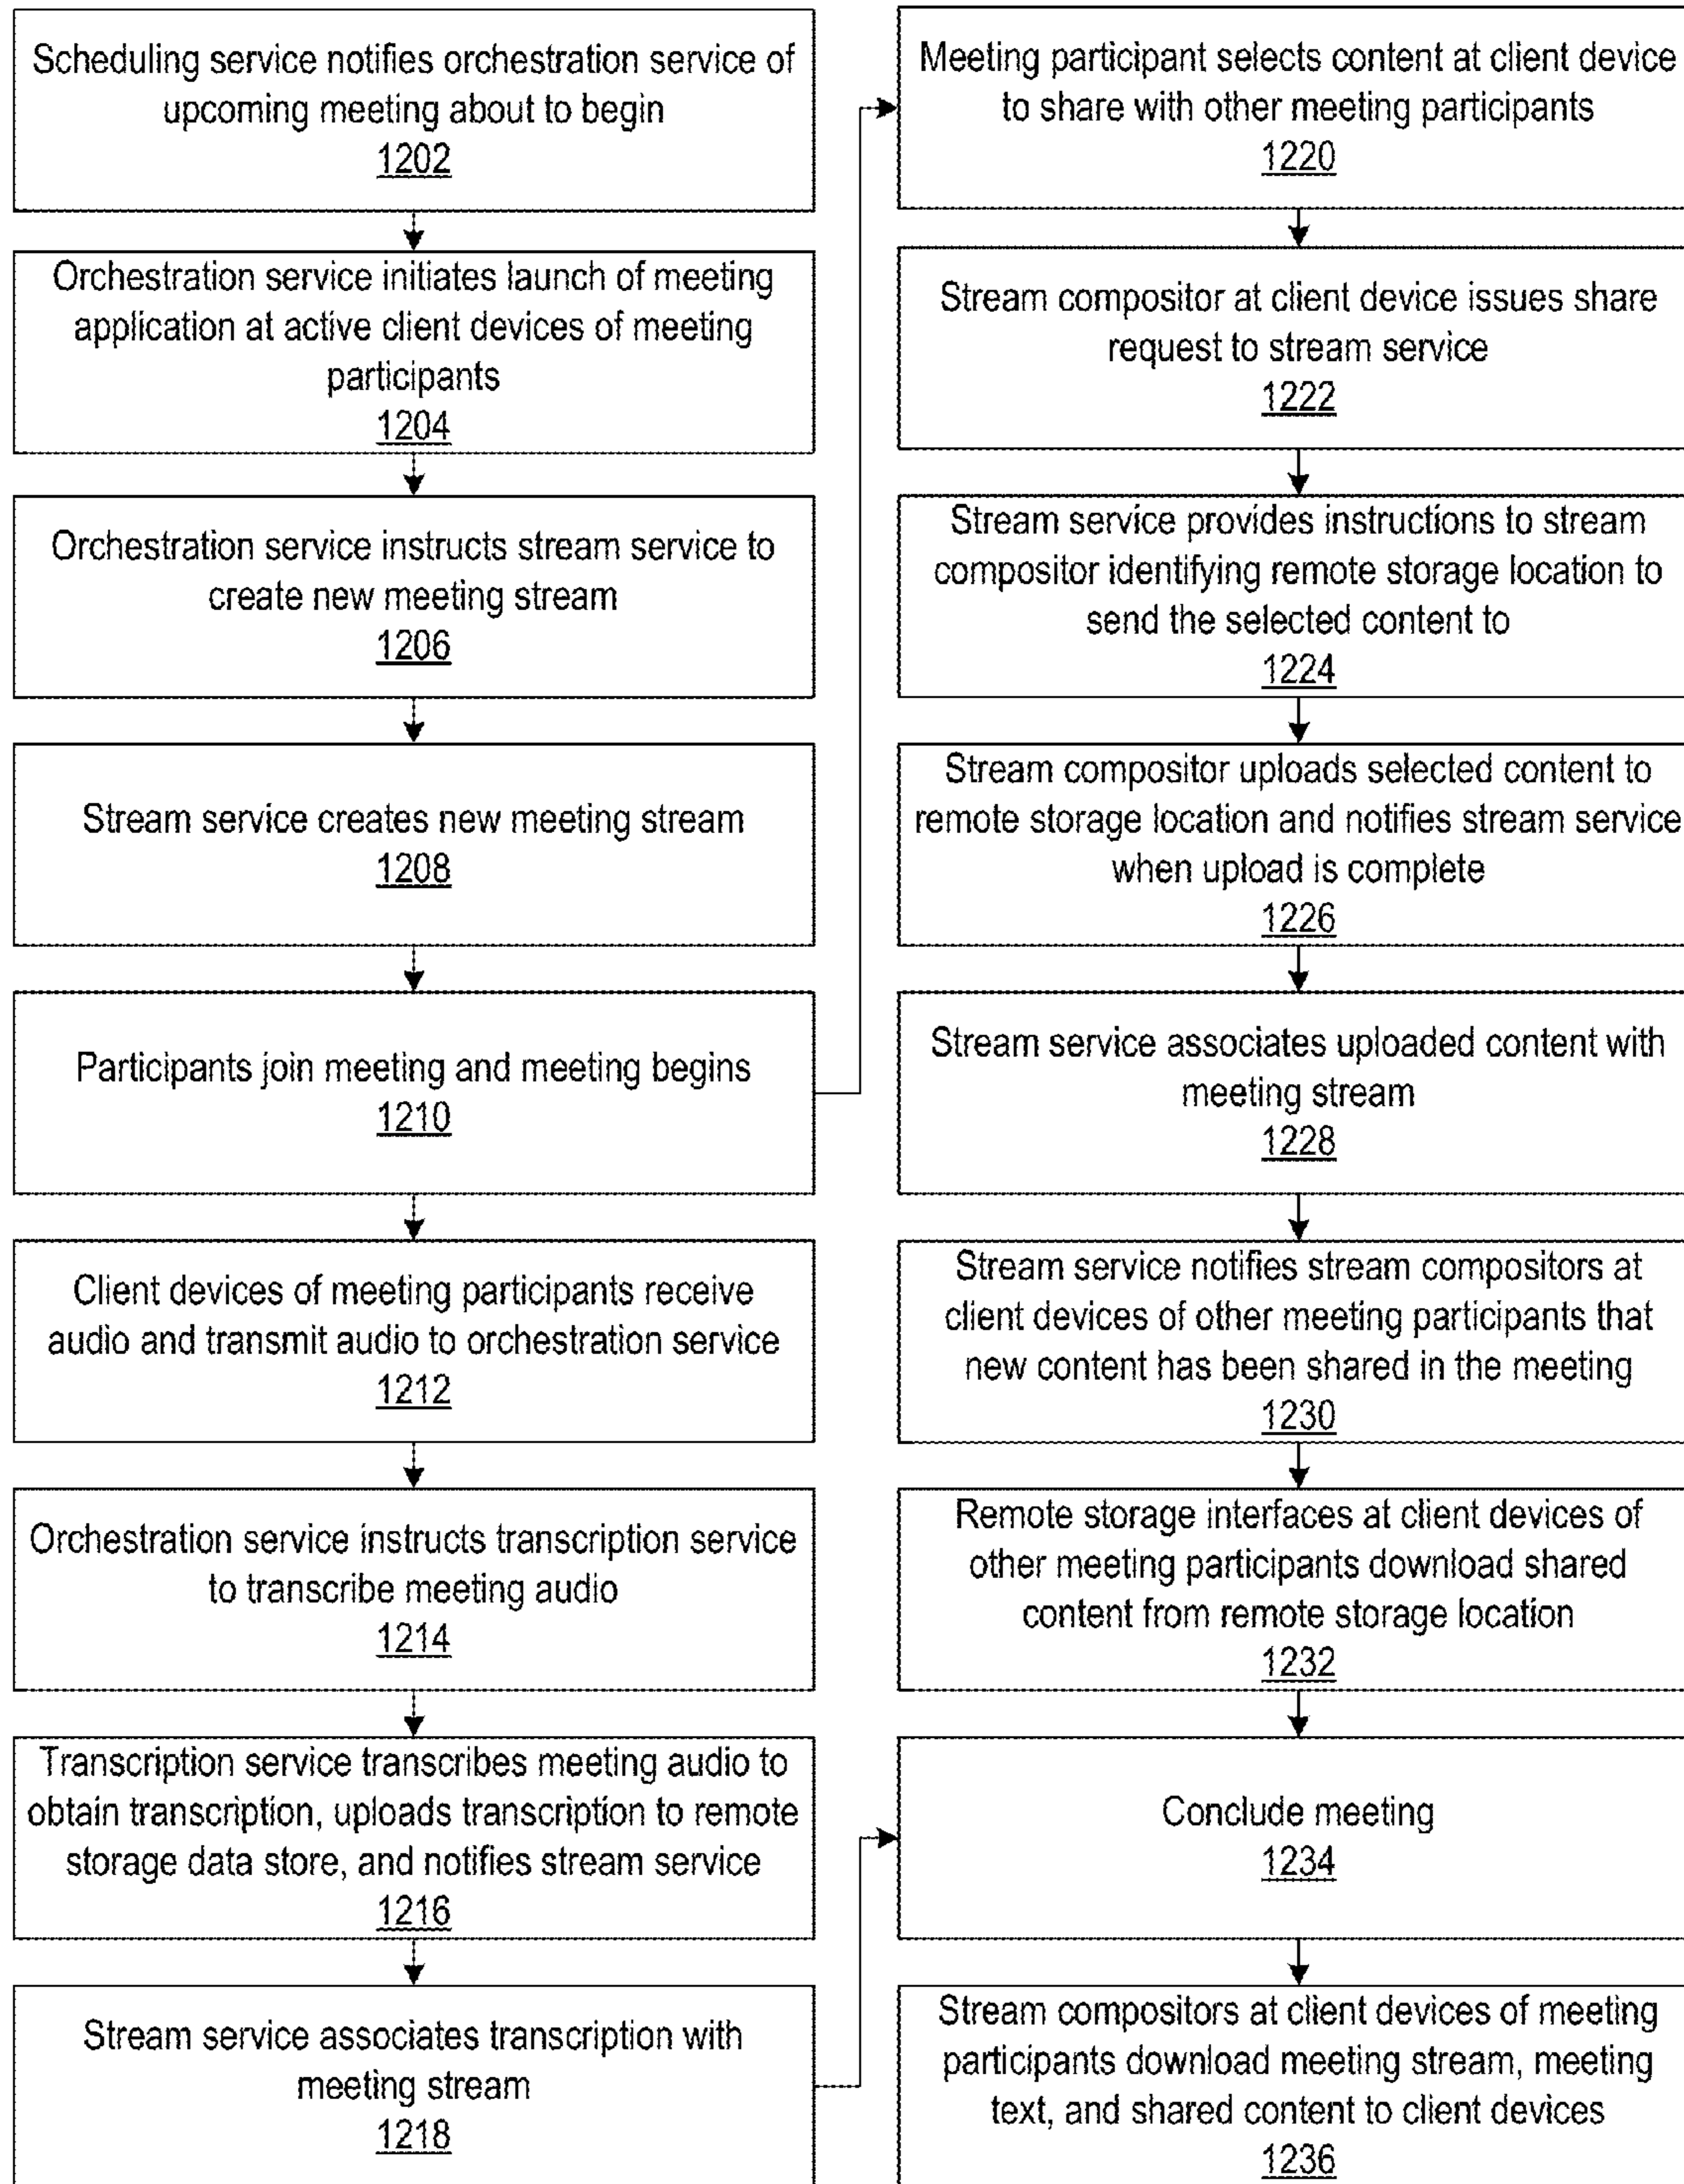 Scheduling service notifies orchestration service of
upcoming meeting about to begin
1202
Orchestration service initiates launch of meeting
application at active client devices of meeting
participants
1204
Orchestration service instructs stream service to
create new meeting stream
1206
Stream service creates new meeting stream
1208
Participants join meeting and meeting begins
1210
Client devices of meeting participants receive
audio and transmit audio to orchestration service
1212
Orchestration service instructs transcription service
to transcribe meeting audio
1214
Transcription service transcribes meeting audio to
obtain transcription, uploads transcription to remote
storage data store, and notifies stream service
1216
Stream service associates transcription with
meeting stream
1218
Meeting participant selects content at client device
to share with other meeting participants
1220
Stream compositor at client device issues share
request to stream service
1222
Stream service provides instructions to stream
compositor identifying remote storage location to
send the selected content to
1224
Stream compositor uploads selected content to
remote storage location and notifies stream service
when upload is complete
1226
Stream service associates uploaded content with
meeting stream
1228
Stream service notifies stream compositors at
client devices of other meeting participants that
new content has been shared in the meeting
1230
Remote storage interfaces at client devices of
other meeting participants download shared
content from remote storage location
1232
Conclude meeting
1234
Stream compositors at client devices of meeting
participants download meeting stream, meeting
text, and shared content to client devices
1236